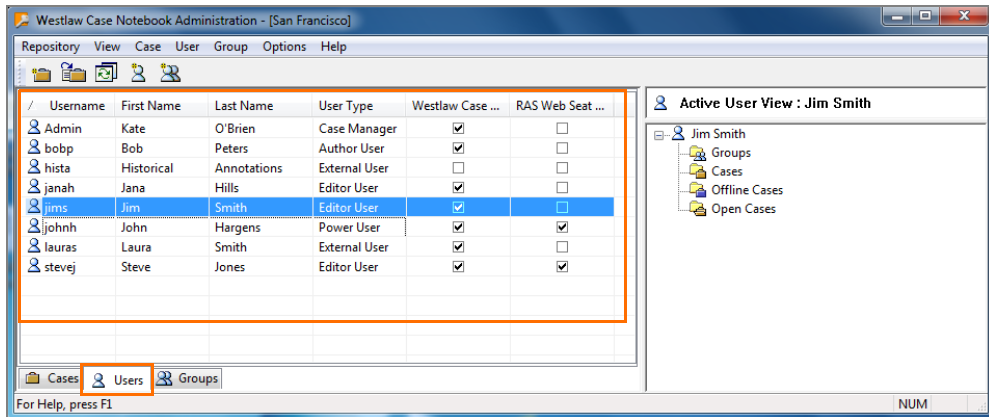 Westlaw Case Notebook Administration - [San Francisco]
Repository View Case User Group Options Help
/ Username First Name Last Name User Type Westlaw Case ... RAS Web Seat ...
Admin Kate O'Brien Case Manager
bobp Bob Peters Author User
hista Historical Annotations External User
janah Jana Hills Editor User
jims Jim Smith Editor User
johnh John Hargens Power User
lauras Laura Smith External User
stevej Steve Jones Editor User
Cases Users Groups
Active User View : Jim Smith
Jim Smith
Groups
Cases
Offline Cases
Open Cases
For Help, press F1 NUM